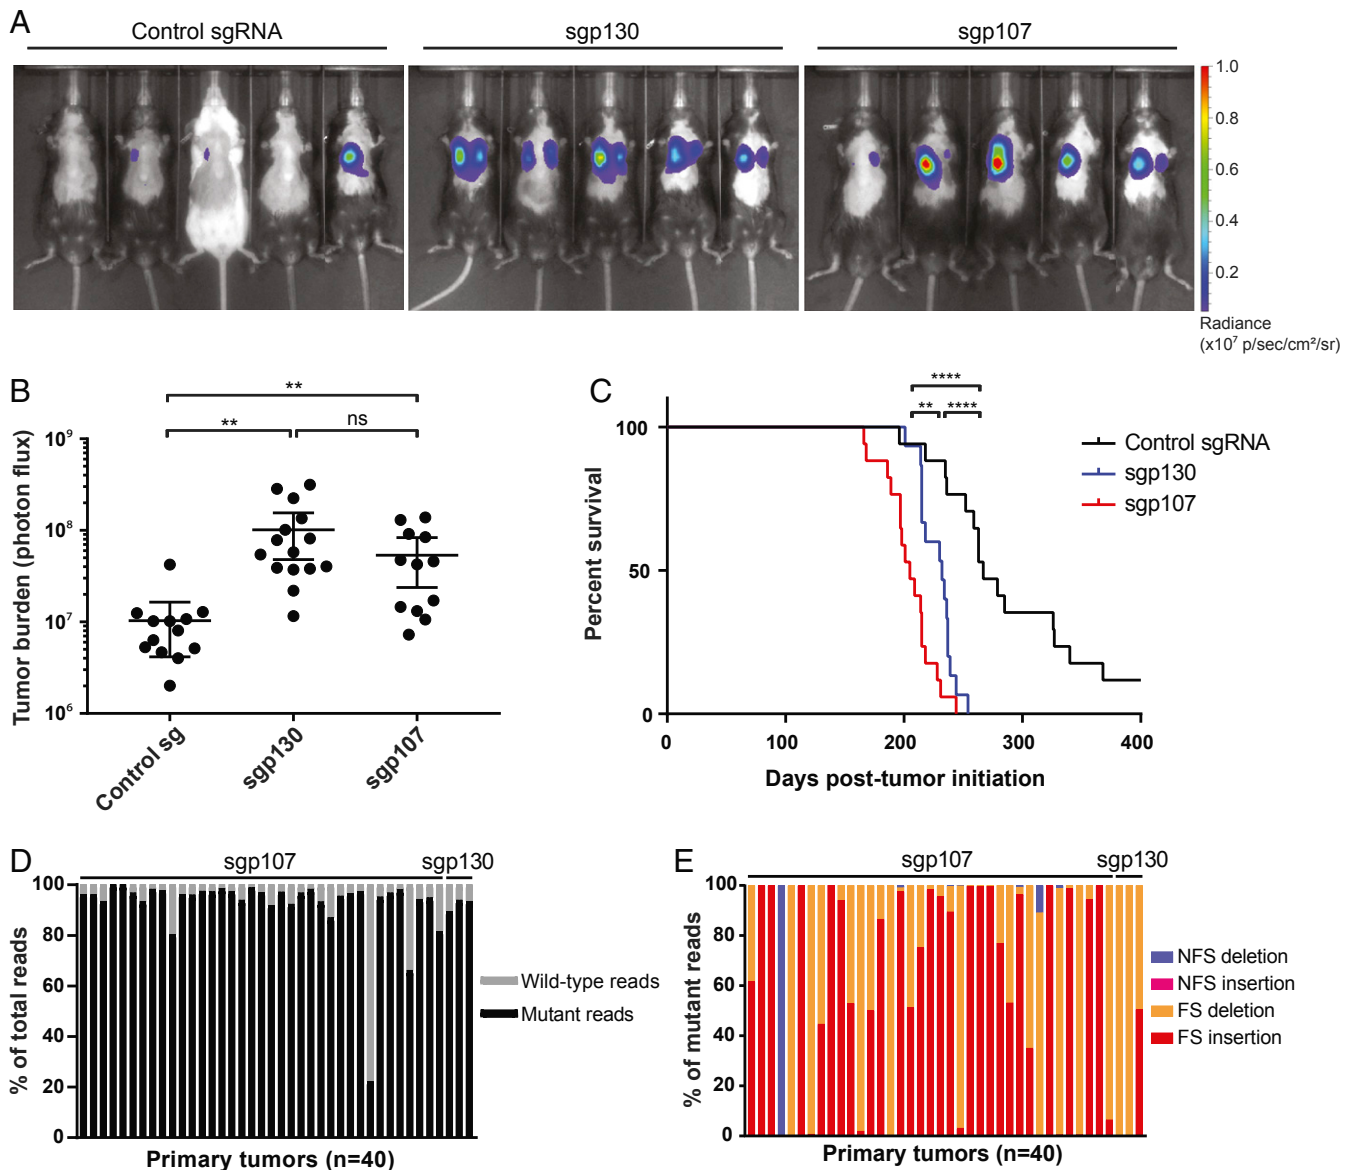 A
Control sgRNA
sgp130
sgp107
1.0
0.8
0.6
0.4
0.2
Radiance
(x10⁷ p/sec/cm²/sr)
B
**
**
ns
Tumor burden (photon flux)
10⁹
10⁸
10⁷
10⁶
Control sg
sgp130
sgp107
C
****
** ****
Percent survival
100
50
0
0 100 200 300 400
Days post-tumor initiation
Control sgRNA
sgp130
sgp107
D
sgp107 sgp130
% of total reads
100
80
60
40
20
0
Primary tumors (n=40)
Wild-type reads
Mutant reads
E
sgp107 sgp130
% of mutant reads
100
80
60
40
20
0
Primary tumors (n=40)
NFS deletion
NFS insertion
FS deletion
FS insertion